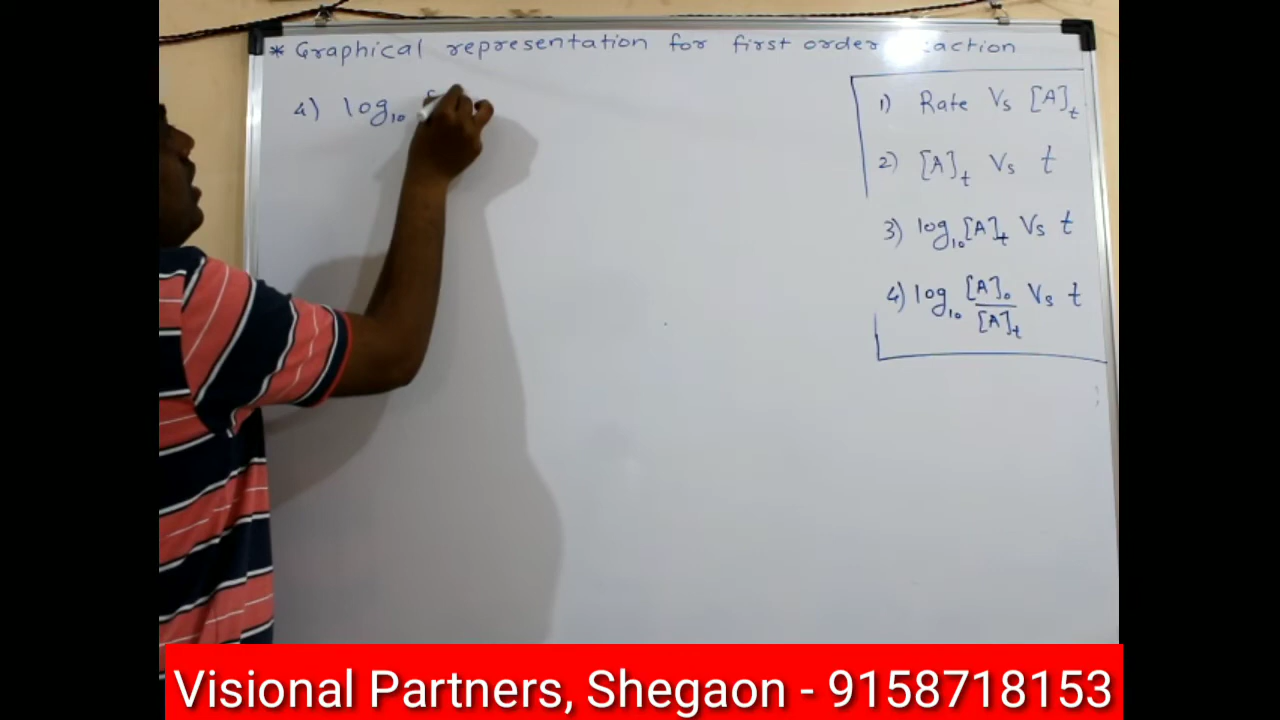 * Graphical representation for first order action
4) log10
1) Rate Vs [A]t
2) [A]t Vs t
3) log10 [A]t Vs t
4) log10 [A]0 / [A]t Vs t
Visional Partners, Shegaon - 9158718153